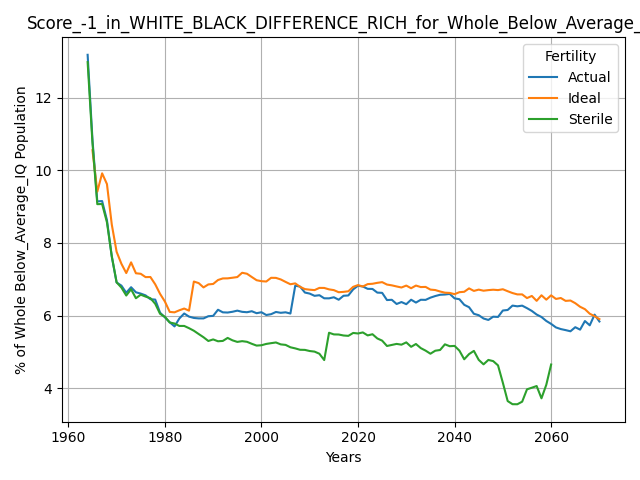 Score_-1_in_WHITE_BLACK_DIFFERENCE_RICH_for_Whole_Below_Average_
Fertility
Actual
Ideal
Sterile
% of Whole Below_Average_IQ Population
12
10
8
6
4
1960
1980
2000
2020
2040
2060
Years